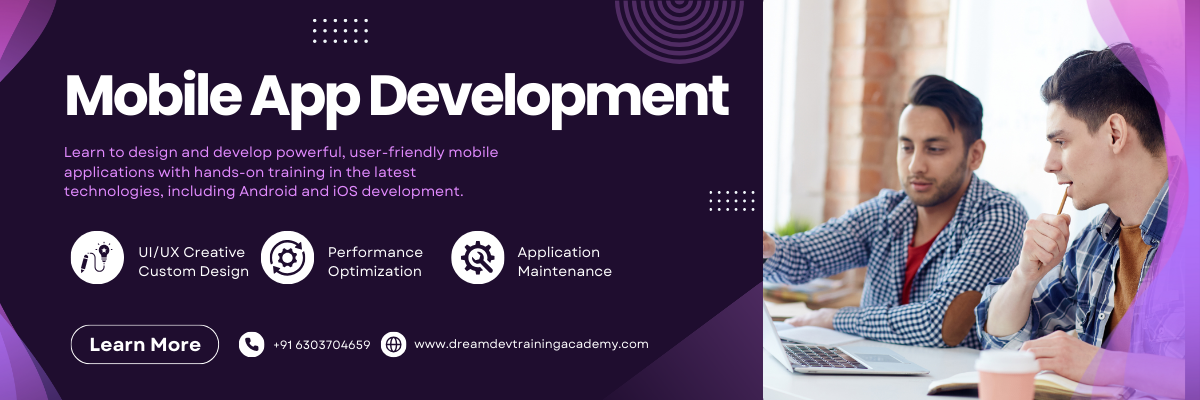 Mobile App Development
Learn to design and develop powerful, user-friendly mobile
applications with hands-on training in the latest
technologies, including Android and iOS development.
UI/UX Creative
Custom Design
Performance
Optimization
Application
Maintenance
Learn More
+91 6303704659
www.dreamdevtrainingacademy.com